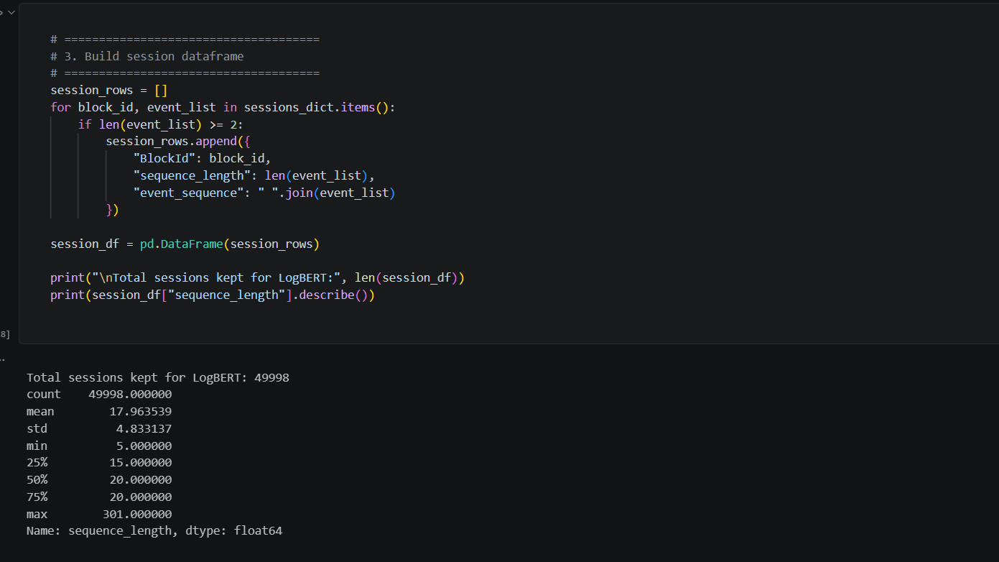 # =====================================
# 3. Build session dataframe
# =====================================
session_rows = []
for block_id, event_list in sessions_dict.items():
    if len(event_list) >= 2:
        session_rows.append({
            "BlockId": block_id,
            "sequence_length": len(event_list),
            "event_sequence": " ".join(event_list)
        })
session_df = pd.DataFrame(session_rows)
print("\nTotal sessions kept for LogBERT:", len(session_df))
print(session_df["sequence_length"].describe())
8]
..
Total sessions kept for LogBERT: 49998
count    49998.000000
mean        17.963539
std          4.833137
min          5.000000
25%         15.000000
50%         20.000000
75%         20.000000
max        301.000000
Name: sequence_length, dtype: float64